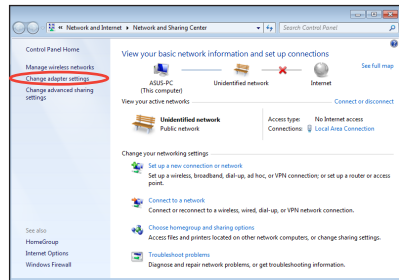 « Network and Internet ▸ Network and Sharing Center
Search Control Panel
Control Panel Home
Manage wireless networks
Change adapter settings
Change advanced sharing
settings
View your basic network information and set up connections
See full map
ASUS-PC
(This computer)
Unidentified network
Internet
View your active networks
Connect or disconnect
Unidentified network
Public network
Access type: No Internet access
Connections: Local Area Connection
Change your networking settings
Set up a new connection or network
Set up a wireless, broadband, dial-up, ad hoc, or VPN connection; or set up a router or access
point.
Connect to a network
Connect or reconnect to a wireless, wired, dial-up, or VPN network connection.
Choose homegroup and sharing options
Access files and printers located on other network computers, or change sharing settings.
Troubleshoot problems
Diagnose and repair network problems, or get troubleshooting information.
See also
HomeGroup
Internet Options
Windows Firewall